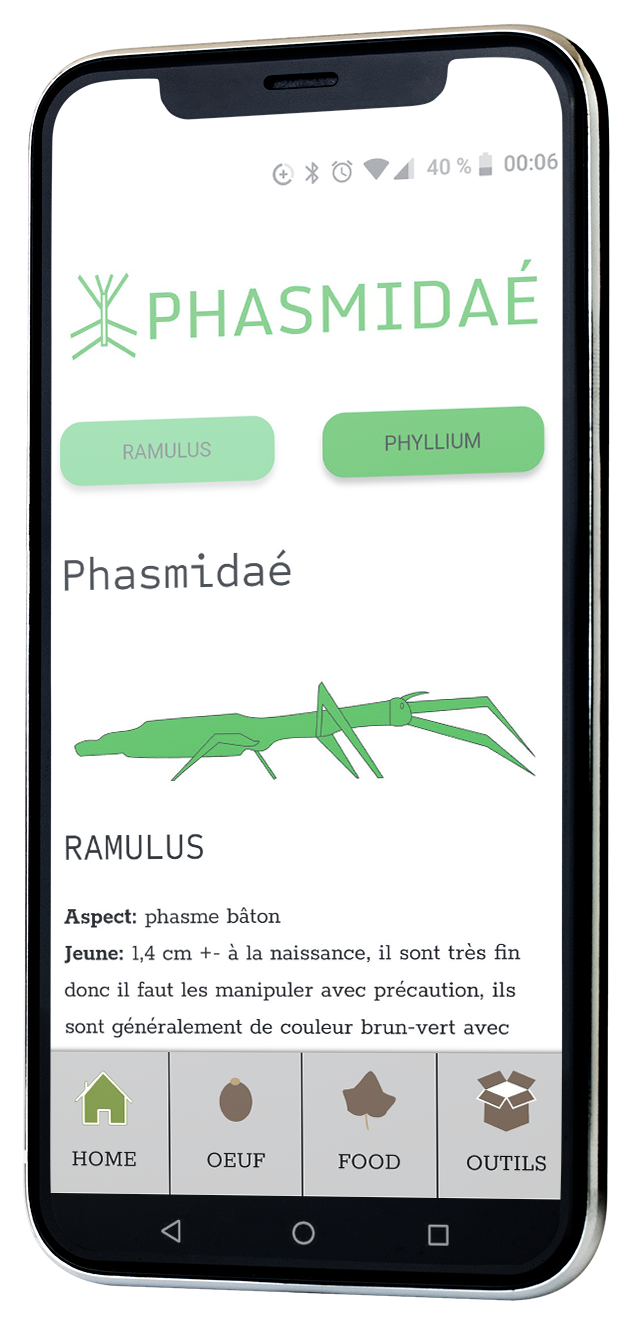 40 % 00:06
PHASMIDAÉ
RAMULUS PHYLLIUM
Phasmidaé
RAMULUS
Aspect: phasme bâton
Jeune: 1,4 cm +- à la naissance, il sont très fin
donc il faut les manipuler avec précaution, ils
sont généralement de couleur brun-vert avec
HOME OEUF FOOD OUTILS